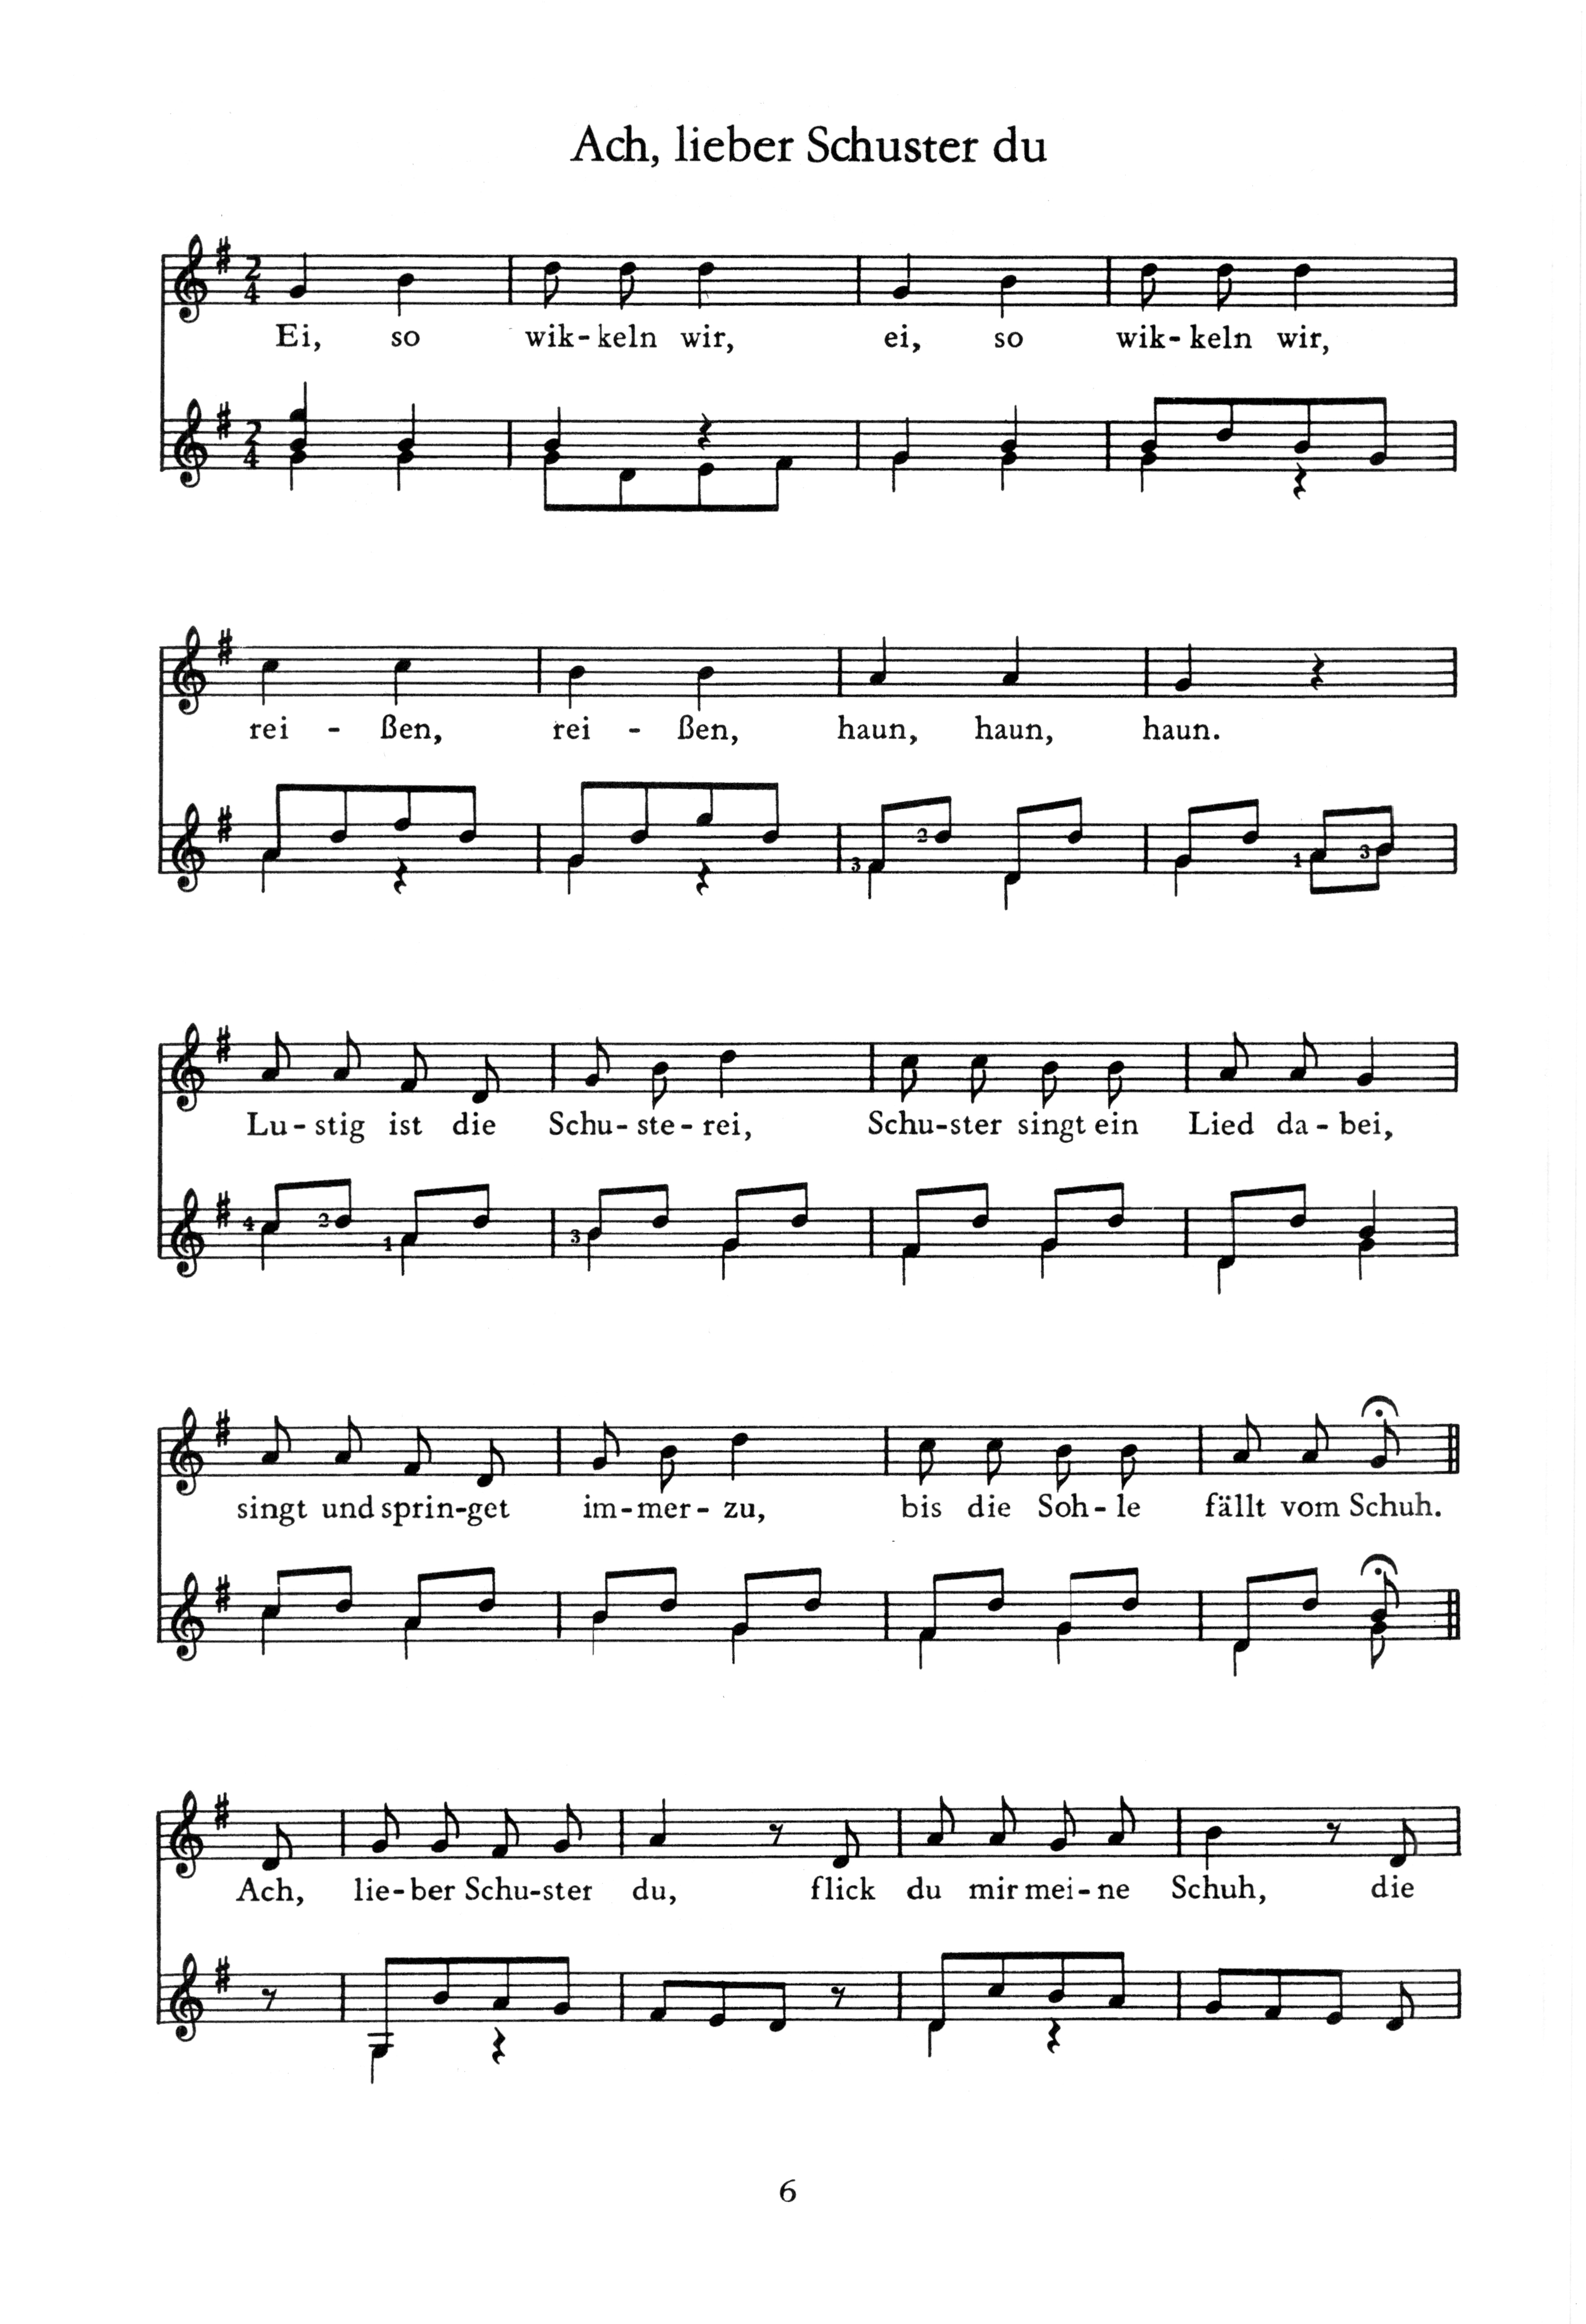 Ach, lieber Schuster du
2
4
Ei, so wik-keln wir, ei, so wik-keln wir,
2
4
rei - ßen, rei - ßen, haun, haun, haun.
3 2 1 3
Lu-stig ist die Schu-ste-rei, Schu-ster singt ein Lied da-bei,
4 2 1 3
singt und sprin-get im-mer-zu, bis die Soh-le fällt vom Schuh.
Ach, lie-ber Schu-ster du, flick du mir mei-ne Schuh, die
6